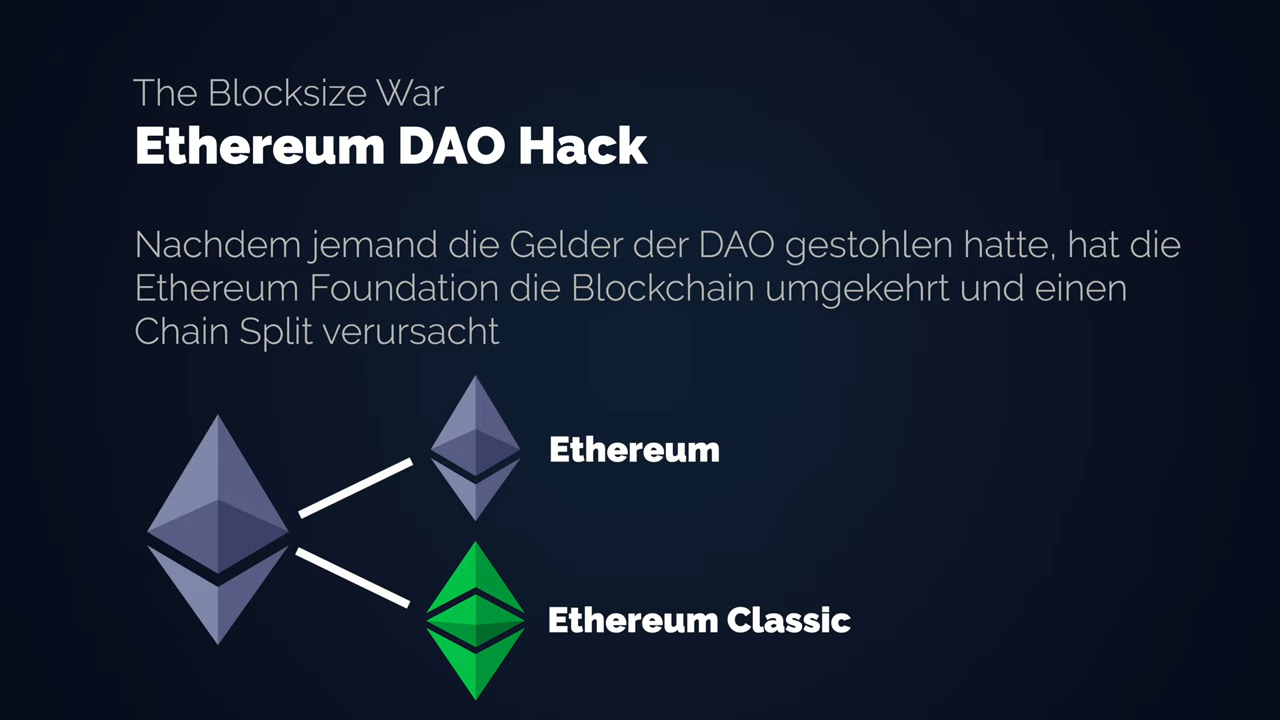 The Blocksize War
Ethereum DAO Hack
Nachdem jemand die Gelder der DAO gestohlen hatte, hat die
Ethereum Foundation die Blockchain umgekehrt und einen
Chain Split verursacht
Ethereum
Ethereum Classic